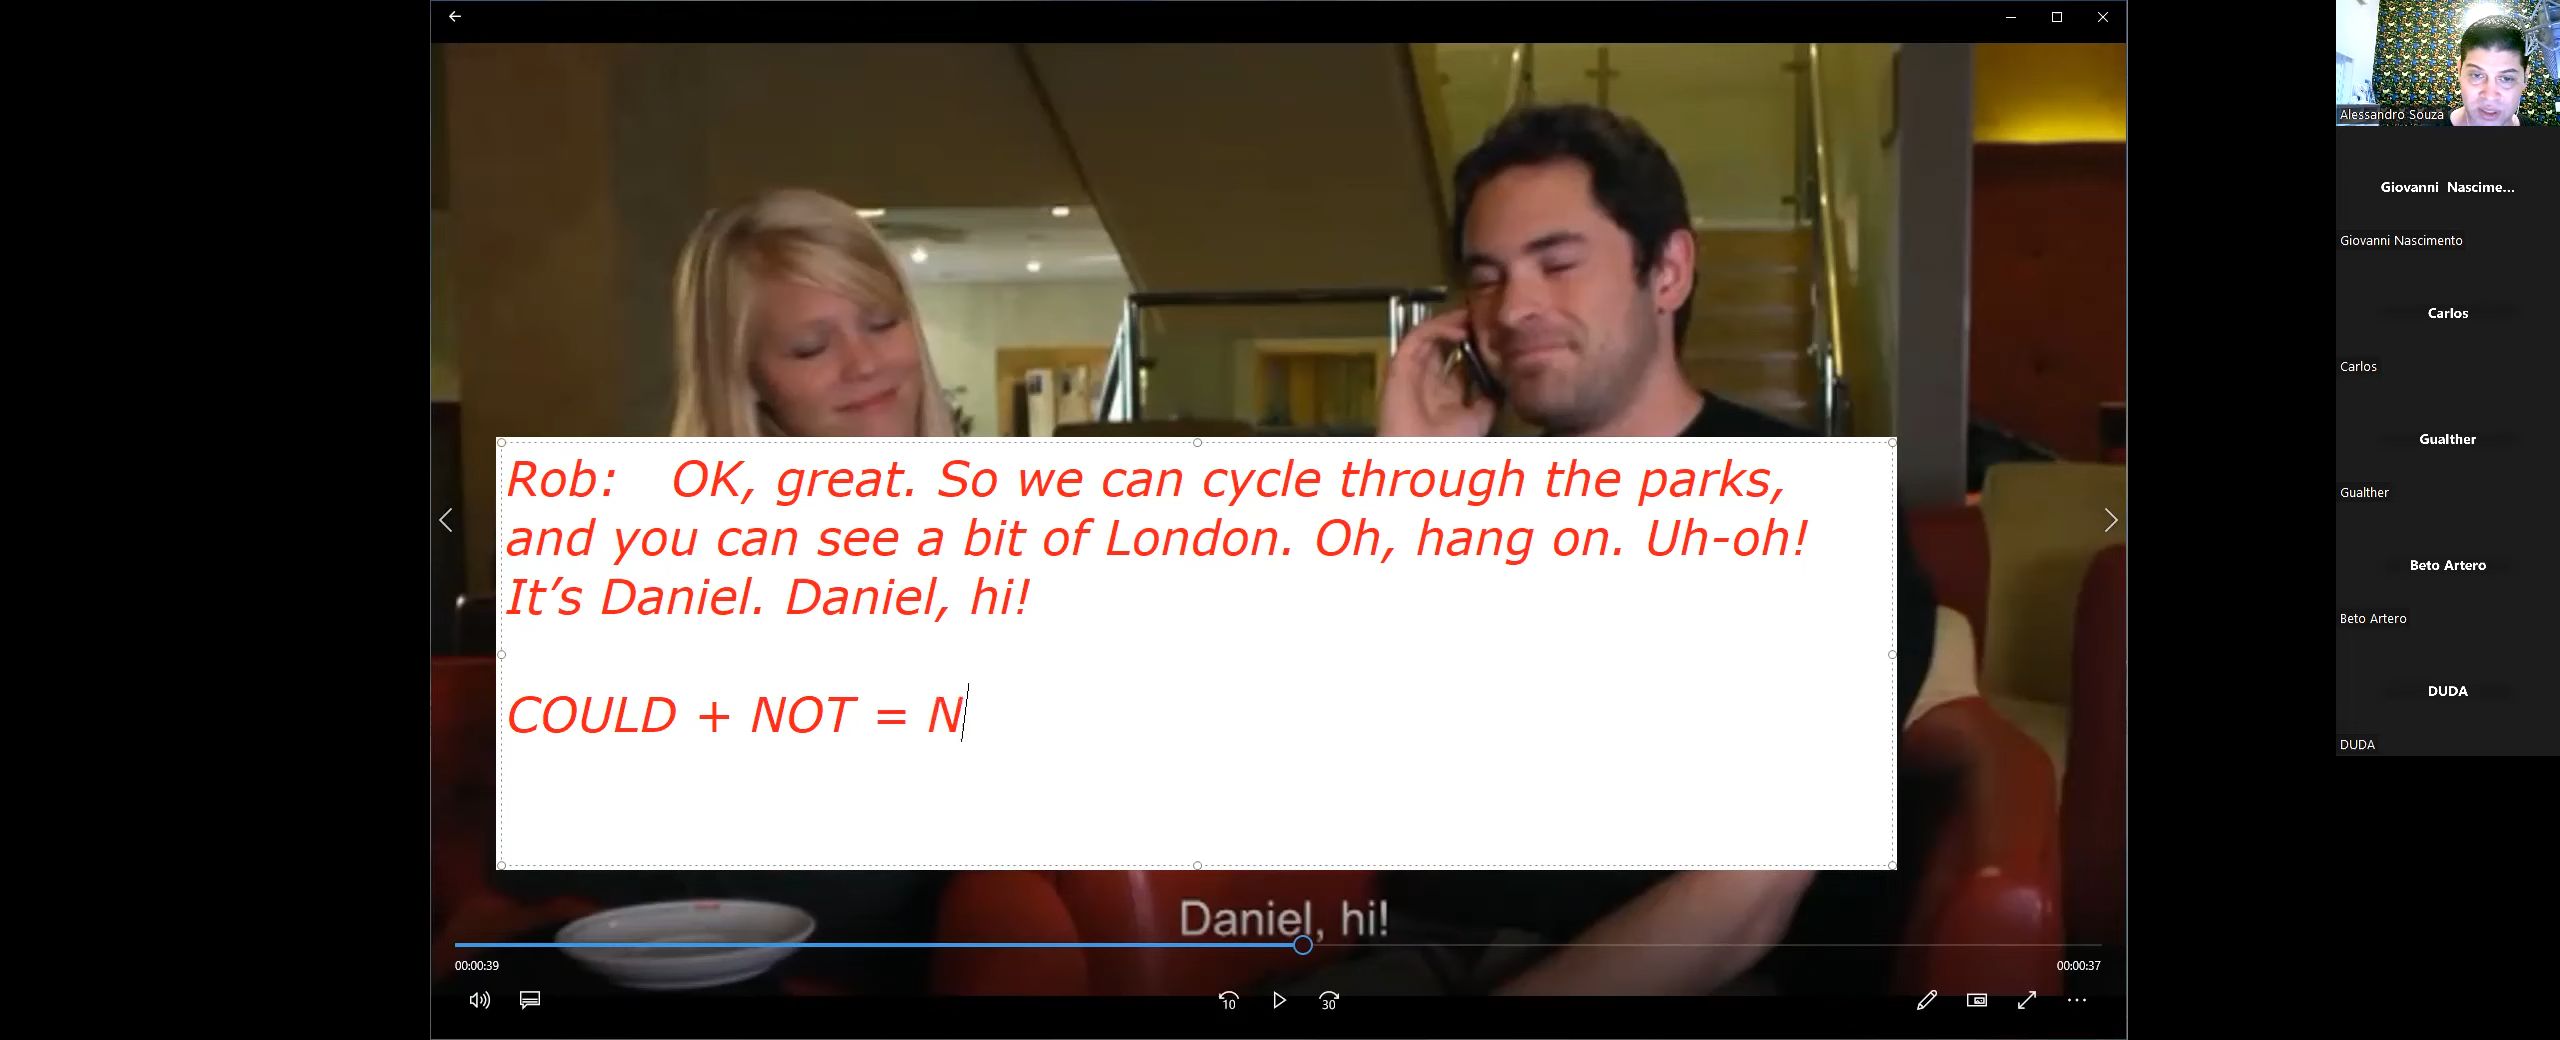 Alessandro Souza
Giovanni Nascime...
Giovanni Nascimento
Carlos
Carlos
Gualther
Gualther
Beto Artero
Beto Artero
DUDA
DUDA
Rob: OK, great. So we can cycle through the parks,
and you can see a bit of London. Oh, hang on. Uh-oh!
It’s Daniel. Daniel, hi!
COULD + NOT = N
Daniel, hi!
00:00:39
00:00:37
10
30